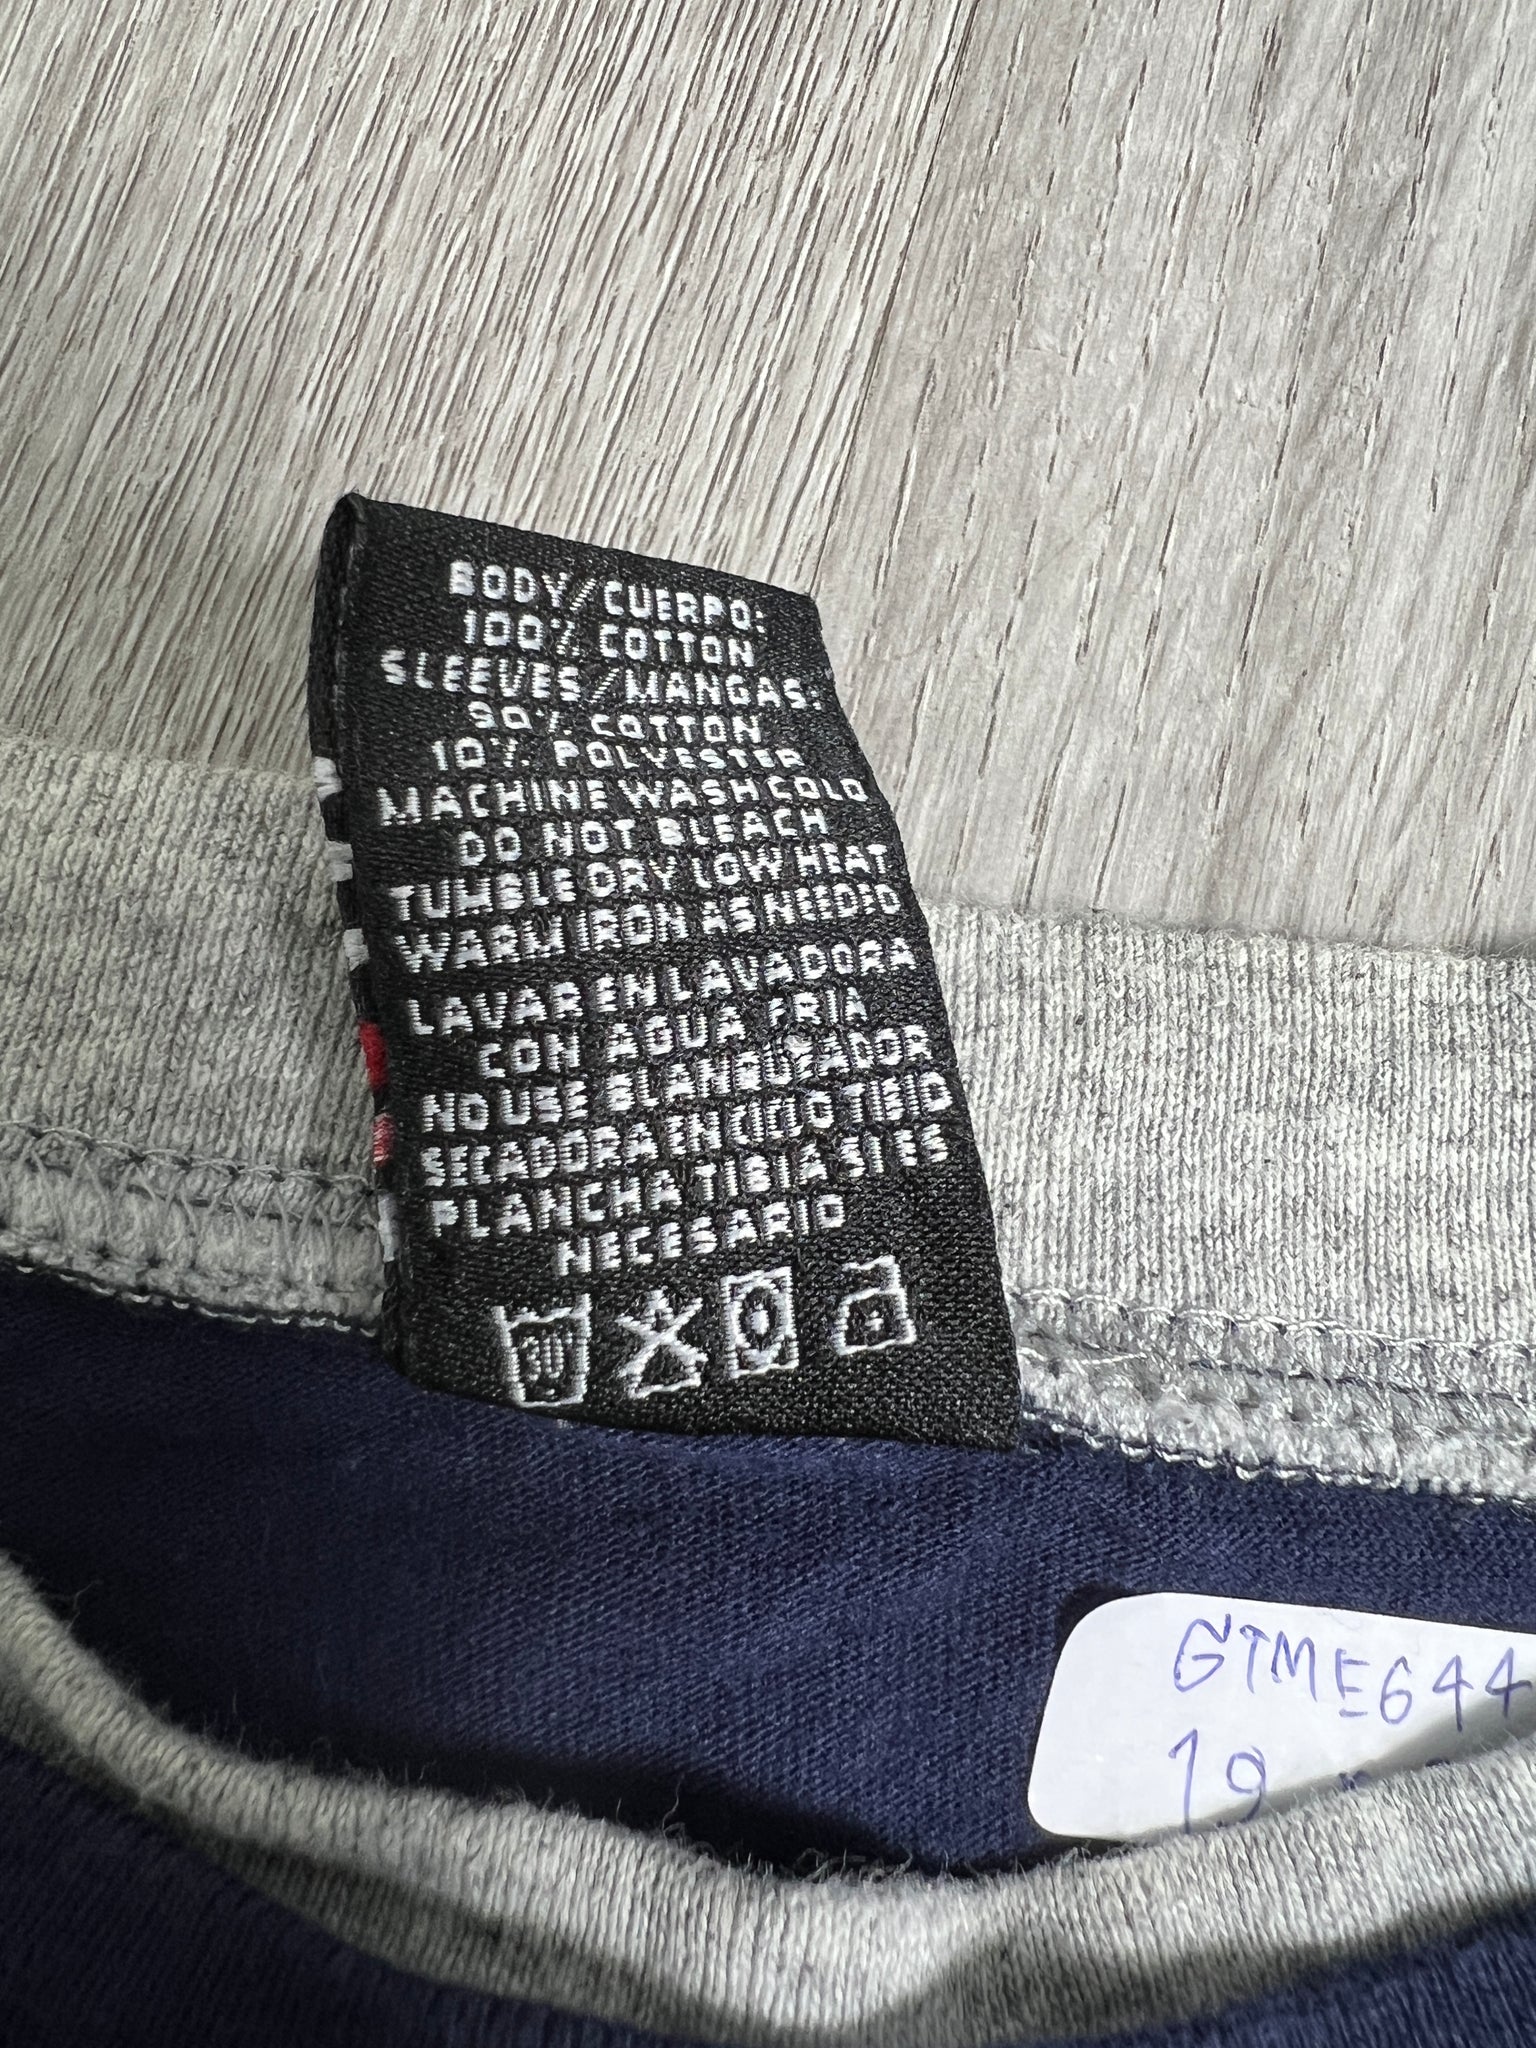 BODY/CUERPO:
100% COTTON
SLEEVES/MANGAS:
90% COTTON
10% POLYESTER
MACHINE WASH COLD
DO NOT BLEACH
TUMBLE DRY LOW HEAT
WARM IRON AS NEEDED
LAVAR EN LAVADORA
CON AGUA FRIA
NO USE BLANQUEADOR
SECADORA EN CICLO TIBIO
PLANCHA TIBIA SI ES
NECESARIO
30
GTME644
19